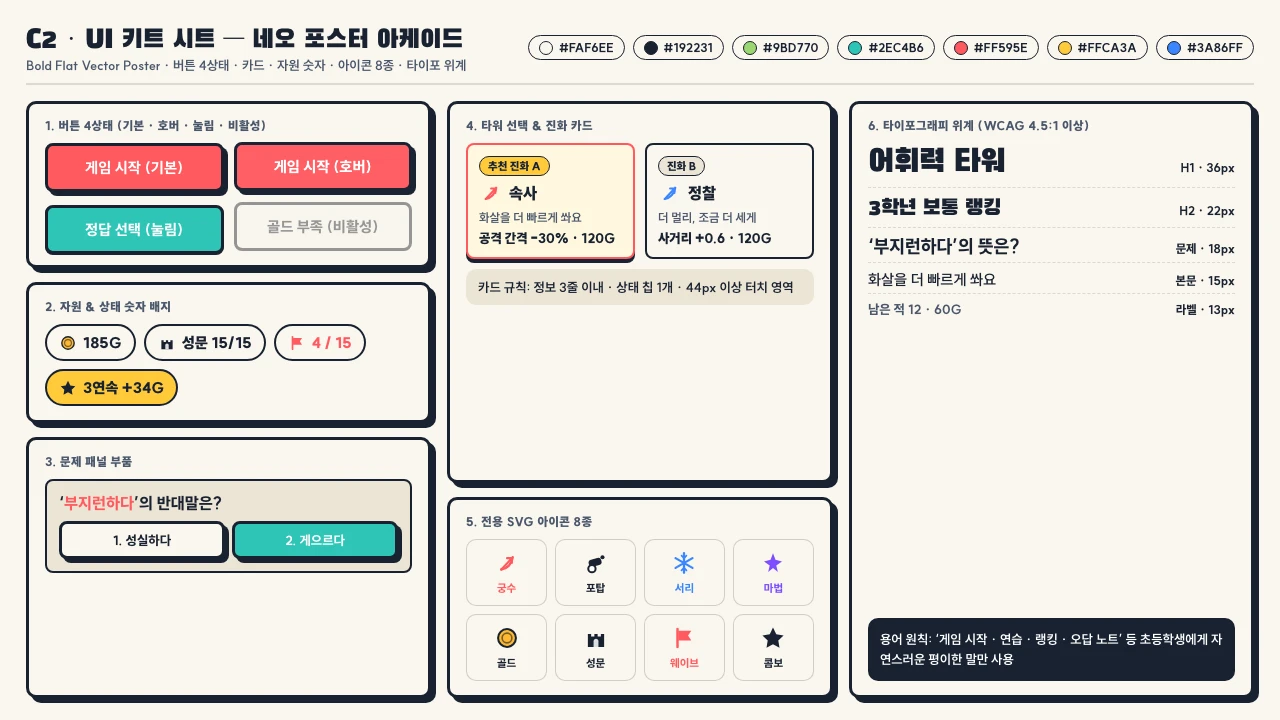 C2 · UI 키트 시트 — 네오 포스터 아케이드
Bold Flat Vector Poster · 버튼 4상태 · 카드 · 자원 숫자 · 아이콘 8종 · 타이포 위계
#FAF6EE
#192231
#9BD770
#2EC4B6
#FF595E
#FFCA3A
#3A86FF
1. 버튼 4상태 (기본 · 호버 · 눌림 · 비활성)
게임 시작 (기본)
게임 시작 (호버)
정답 선택 (눌림)
골드 부족 (비활성)
2. 자원 & 상태 숫자 배지
185G
성문 15/15
4 / 15
3연속 +34G
3. 문제 패널 부품
‘부지런하다’의 반대말은?
1. 성실하다
2. 게으르다
4. 타워 선택 & 진화 카드
추천 진화 A
속사
화살을 더 빠르게 쏴요
공격 간격 -30% · 120G
진화 B
정찰
더 멀리, 조금 더 세게
사거리 +0.6 · 120G
카드 규칙: 정보 3줄 이내 · 상태 칩 1개 · 44px 이상 터치 영역
5. 전용 SVG 아이콘 8종
궁수
포탑
서리
마법
골드
성문
웨이브
콤보
6. 타이포그래피 위계 (WCAG 4.5:1 이상)
어휘력 타워
H1 · 36px
3학년 보통 랭킹
H2 · 22px
‘부지런하다’의 뜻은?
문제 · 18px
화살을 더 빠르게 쏴요
본문 · 15px
남은 적 12 · 60G
라벨 · 13px
용어 원칙: ‘게임 시작 · 연습 · 랭킹 · 오답 노트’ 등 초등학생에게 자
연스러운 평이한 말만 사용